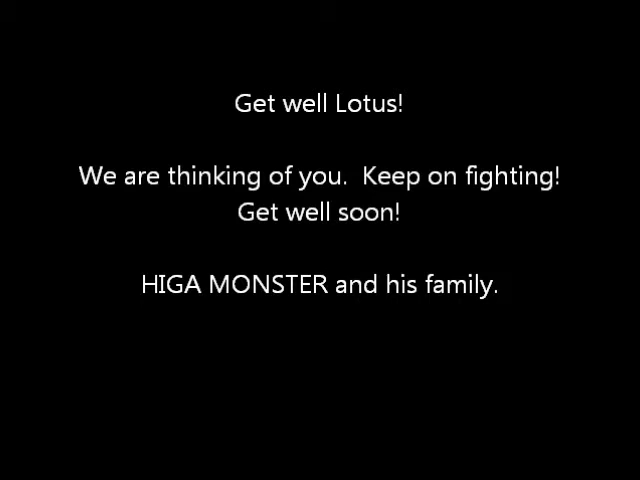 Get well Lotus!
We are thinking of you.  Keep on fighting!
Get well soon!
HIGA MONSTER and his family.